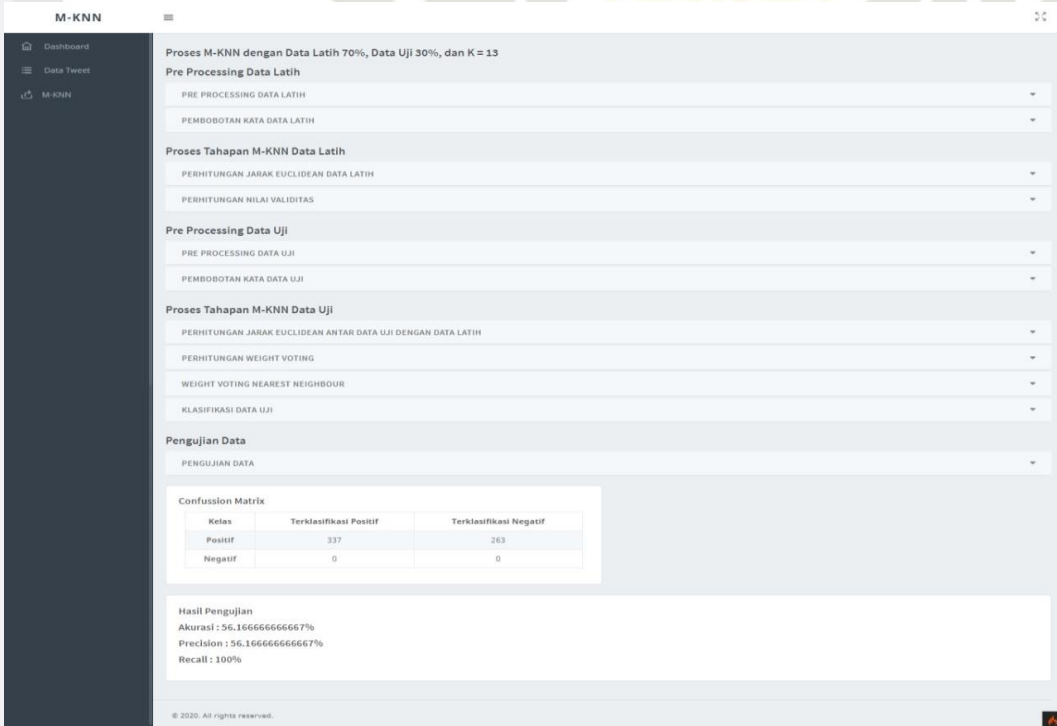 M-KNN
Dashboard
Data Tweet
M-KNN
Proses M-KNN dengan Data Latih 70%, Data Uji 30%, dan K = 13
Pre Processing Data Latih
PRE PROCESSING DATA LATIH
PEMBOBOTAN KATA DATA LATIH
Proses Tahapan M-KNN Data Latih
PERHITUNGAN JARAK EUCLIDEAN DATA LATIH
PERHITUNGAN NILAI VALIDITAS
Pre Processing Data Uji
PRE PROCESSING DATA UJI
PEMBOBOTAN KATA DATA UJI
Proses Tahapan M-KNN Data Uji
PERHITUNGAN JARAK EUCLIDEAN ANTAR DATA UJI DENGAN DATA LATIH
PERHITUNGAN WEIGHT VOTING
WEIGHT VOTING NEAREST NEIGHBOUR
KLASIFIKASI DATA UJI
Pengujian Data
PENGUJIAN DATA
Confussion Matrix
Kelas Terklasifikasi Positif Terklasifikasi Negatif
Positif 337 263
Negatif 0 0
Hasil Pengujian
Akurasi : 56.166666666667%
Precision : 56.166666666667%
Recall : 100%
© 2020. All rights reserved.